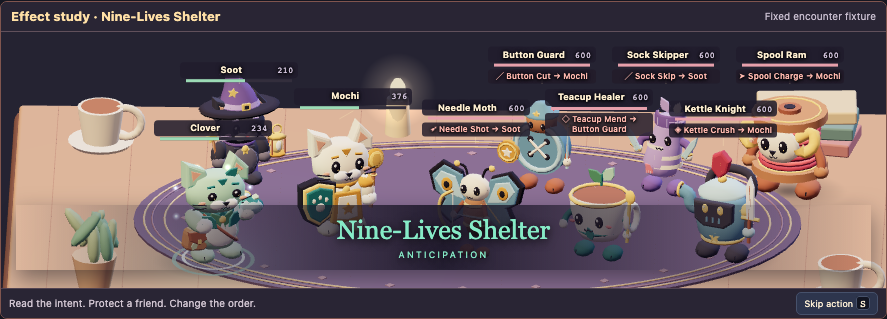 Effect study · Nine-Lives Shelter
Fixed encounter fixture
Button Guard 600
Button Cut → Mochi
Sock Skipper 600
Sock Skip → Soot
Spool Ram 600
Spool Charge → Mochi
Soot 210
Mochi 376
Needle Moth 600
Needle Shot → Soot
Teacup Healer 600
Teacup Mend →
Button Guard
Kettle Knight 600
Kettle Crush → Mochi
Clover 234
Nine-Lives Shelter
ANTICIPATION
Read the intent. Protect a friend. Change the order.
Skip action S